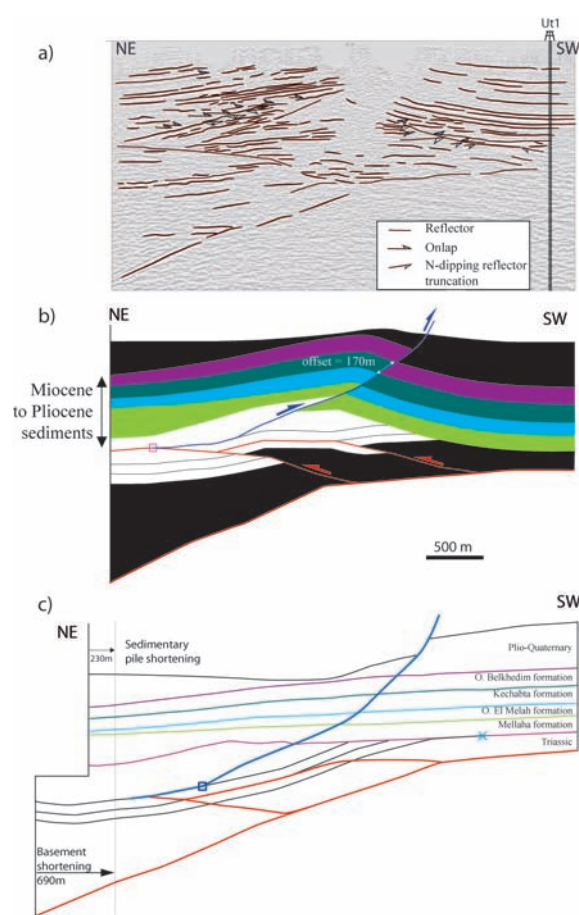 Ut1
a)
NE
SW
Reflector
Onlap
N-dipping reflector
truncation
b)
NE
SW
offset = 170m
Miocene
to Pliocene
sediments
500 m
c)
NE
SW
Sedimentary
pile shortening
230m
Plio-Quaternary
O. Belkhedim formation
Kechabta formation
O. El Melah formation
Mellaha formation
Triassic
Basement
shortening
690m